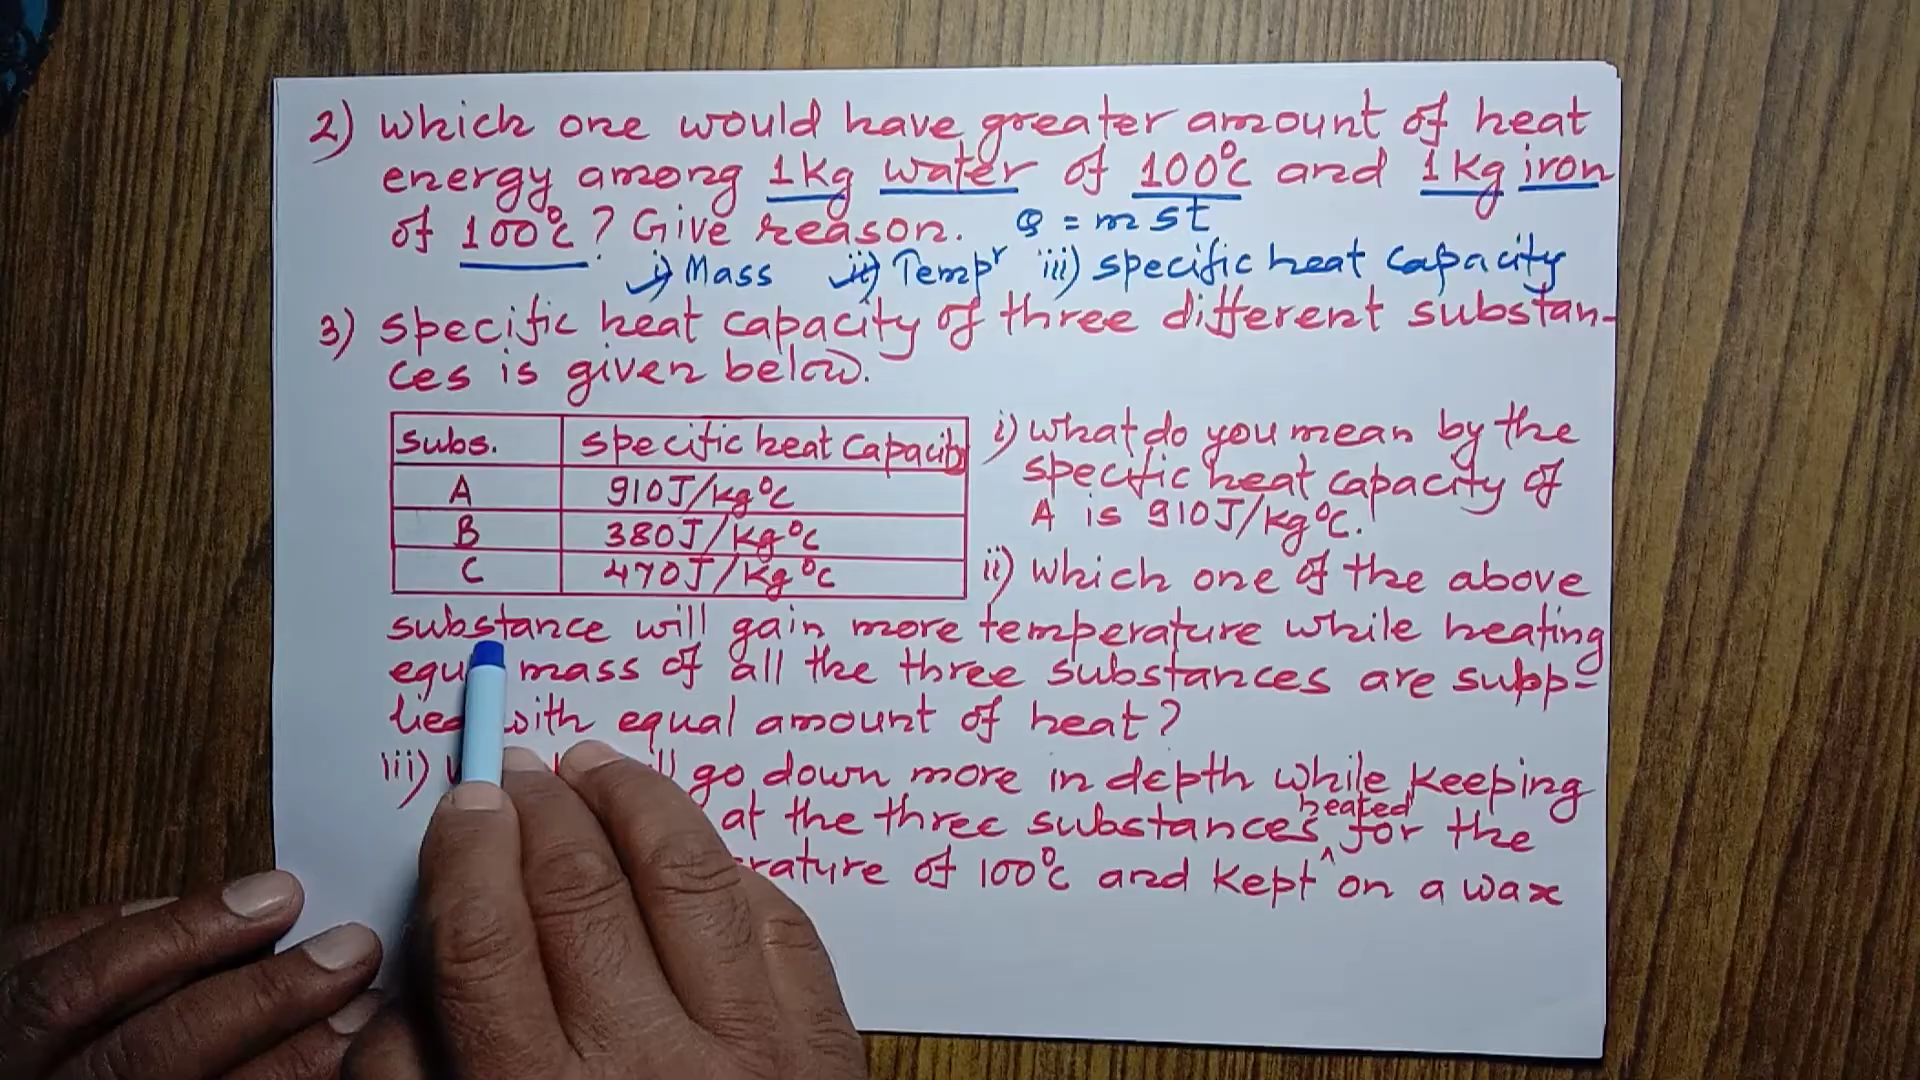 2) Which one would have greater amount of heat
energy among 1kg water of 100°c and 1kg iron
of 100°c? Give reason. Q = mst
i) Mass ii) Tempr iii) specific heat capacity
3) specific heat capacity of three different substan-
ces is given below.
Subs. specific heat Capacity
A 910J/kg°c
B 380J/kg°c
C 470J/kg°c
i) What do you mean by the
specific heat capacity of
A is 910J/kg°c.
ii) Which one of the above
substance will gain more temperature while heating
mass of all the three substances are supp-
with equal amount of heat?
iii) go down more in depth while keeping
at the three substances heated for the
of 100°c and kept ^ on a wax